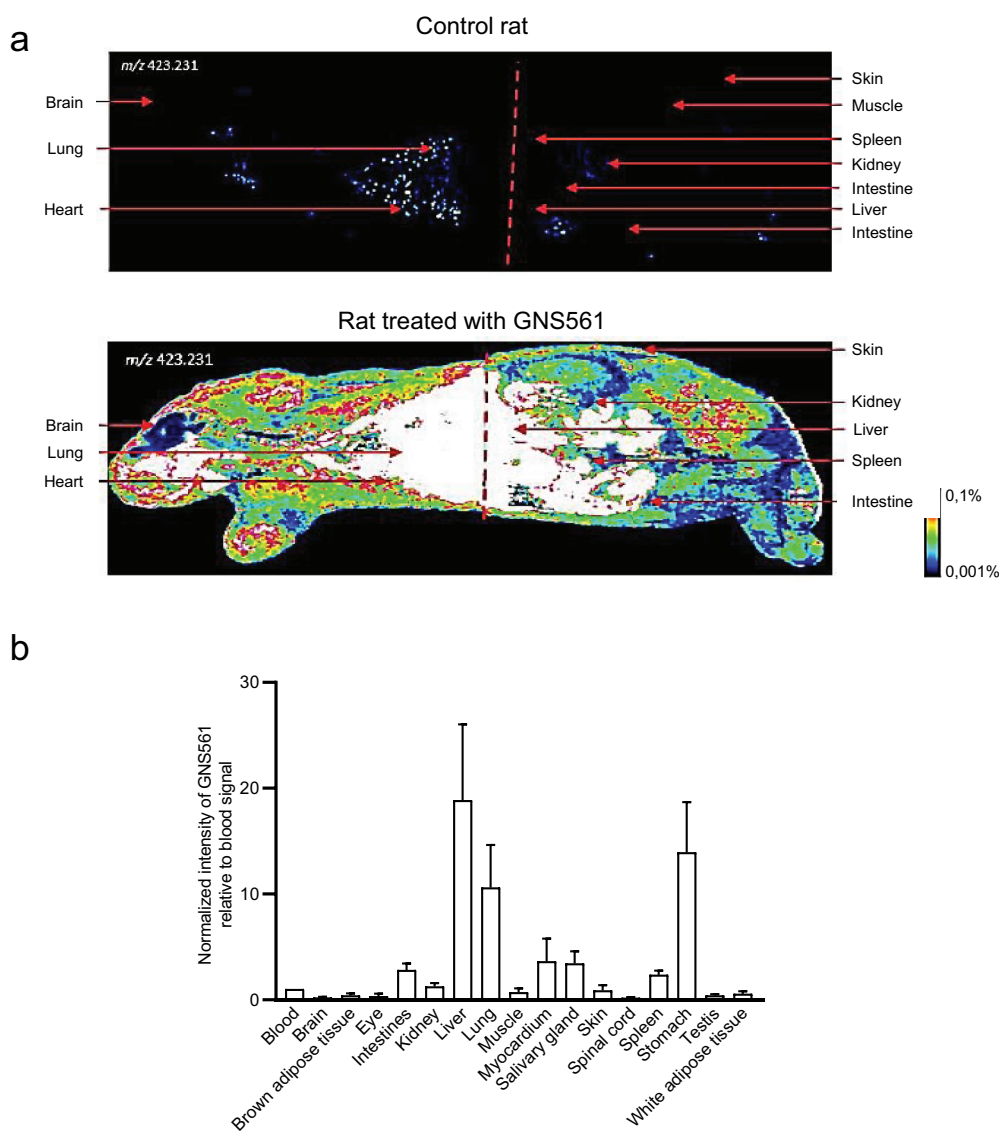 a
Control rat
m/z 423.231
Brain
Lung
Heart
Skin
Muscle
Spleen
Kidney
Intestine
Liver
Intestine
Rat treated with GNS561
m/z 423.231
Brain
Lung
Heart
Skin
Kidney
Liver
Spleen
Intestine
0,1%
0,001%
b
Normalized intensity of GNS561
relative to blood signal
30
20
10
0
Blood
Brain
Brown adipose tissue
Eye
Intestines
Kidney
Liver
Lung
Muscle
Myocardium
Salivary gland
Skin
Spinal cord
Spleen
Stomach
Testis
White adipose tissue